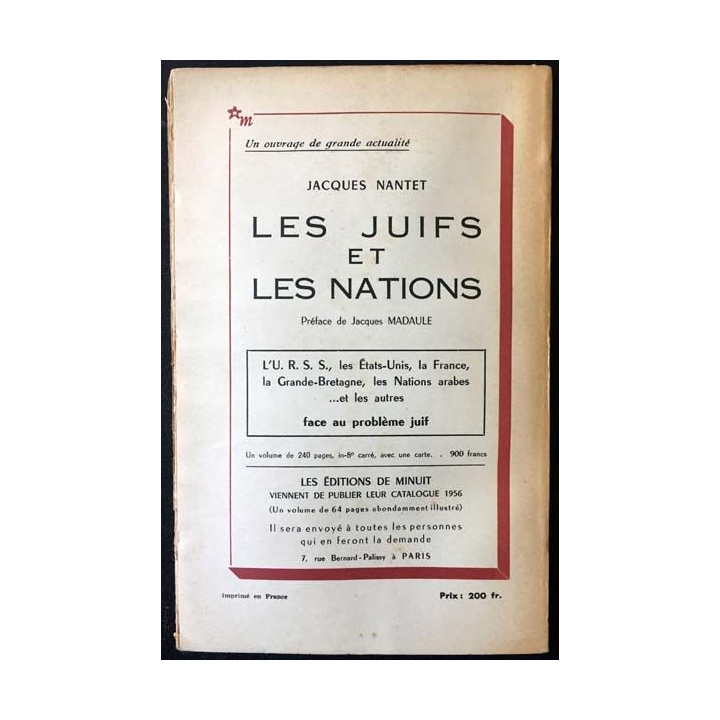 ☆m
Un ouvrage de grande actualité
JACQUES NANTET
LES JUIFS
ET
LES NATIONS
Préface de Jacques MADAULE
L'U. R. S. S., les États-Unis, la France,
la Grande-Bretagne, les Nations arabes
...et les autres
face au problème juif
Un volume de 240 pages, in-8º carré, avec une carte. . 900 francs
LES ÉDITIONS DE MINUIT
VIENNENT DE PUBLIER LEUR CATALOGUE 1956
(Un volume de 64 pages abondamment illustré)
Il sera envoyé à toutes les personnes
qui en feront la demande
7, rue Bernard-Palissy à PARIS
Imprimé en France
Prix : 200 fr.